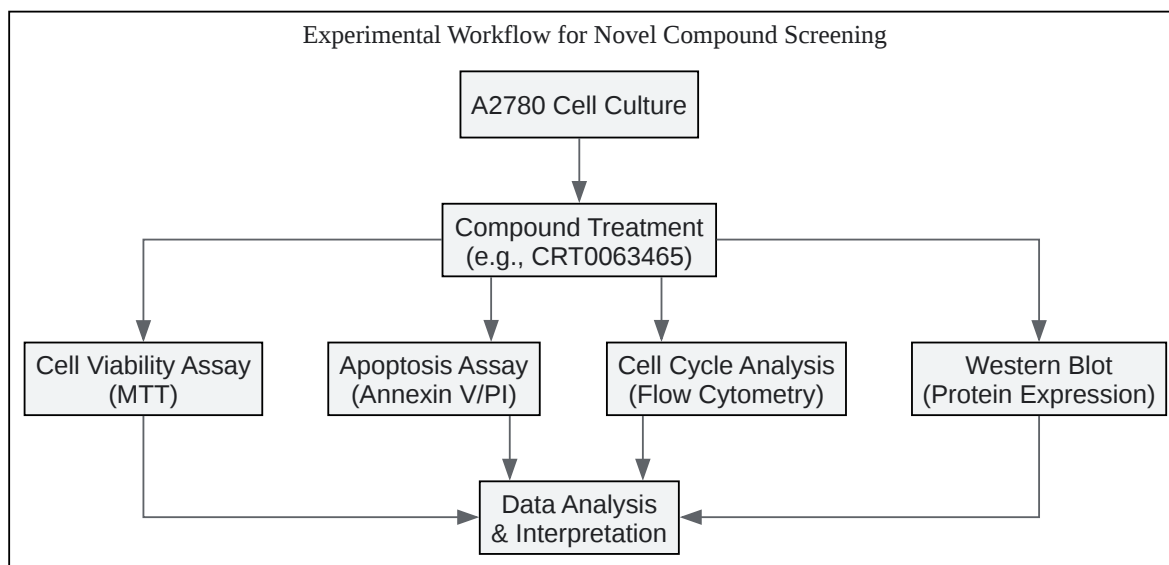 Experimental Workflow for Novel Compound Screening
A2780 Cell Culture
Compound Treatment
(e.g., CRT0063465)
Cell Viability Assay
(MTT)
Apoptosis Assay
(Annexin V/PI)
Cell Cycle Analysis
(Flow Cytometry)
Western Blot
(Protein Expression)
Data Analysis
& Interpretation